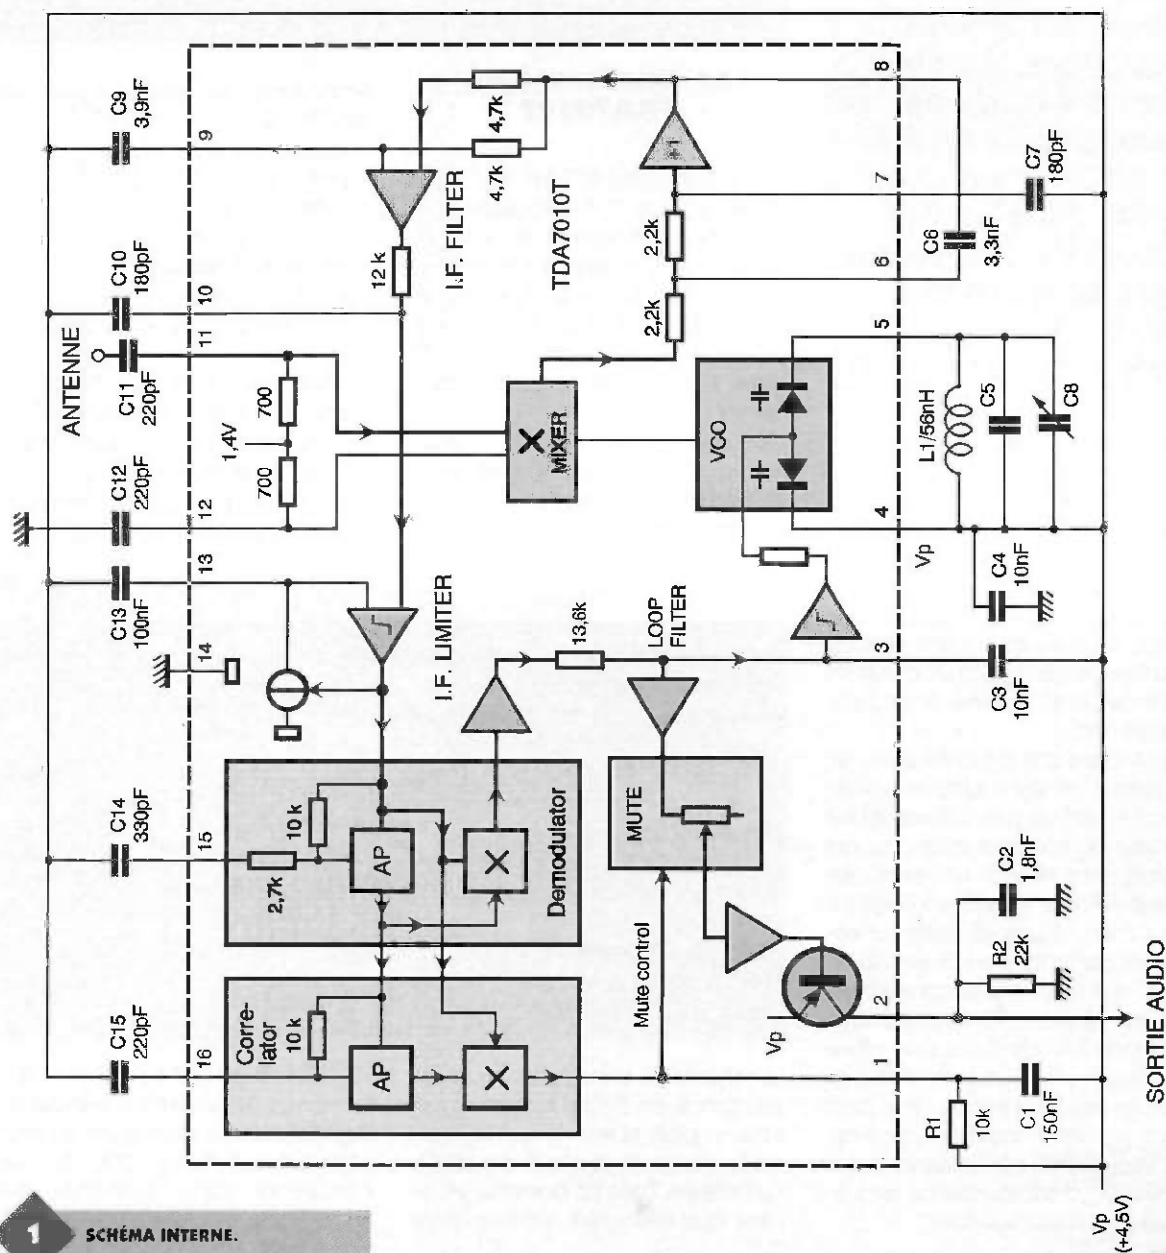 C9
3,9nF
9
C10
180pF
10
ANTENNE
11
C11
220pF
C12
220pF
12
C13
100nF
13
14
C14
330pF
15
C15
220pF
16
4,7k
4,7k
12 k
I.F. FILTER
TDA7010T
+1
2,2k
2,2k
700
1,4V
700
MIXER
VCO
I.F. LIMITER
13,6k
LOOP
FILTER
10 k
2,7k
AP
Demodulator
Corre-
lator
10 k
AP
MUTE
Mute control
Vp
Vp
8
7
6
5
4
3
2
1
C7
180pF
C6
3,3nF
L1/56nH
C5
C8
C4
10nF
C3
10nF
C2
1,8nF
R2
22k
R1
10k
C1
150nF
SORTIE AUDIO
Vp
(+4,5V)
1
SCHÉMA INTERNE.